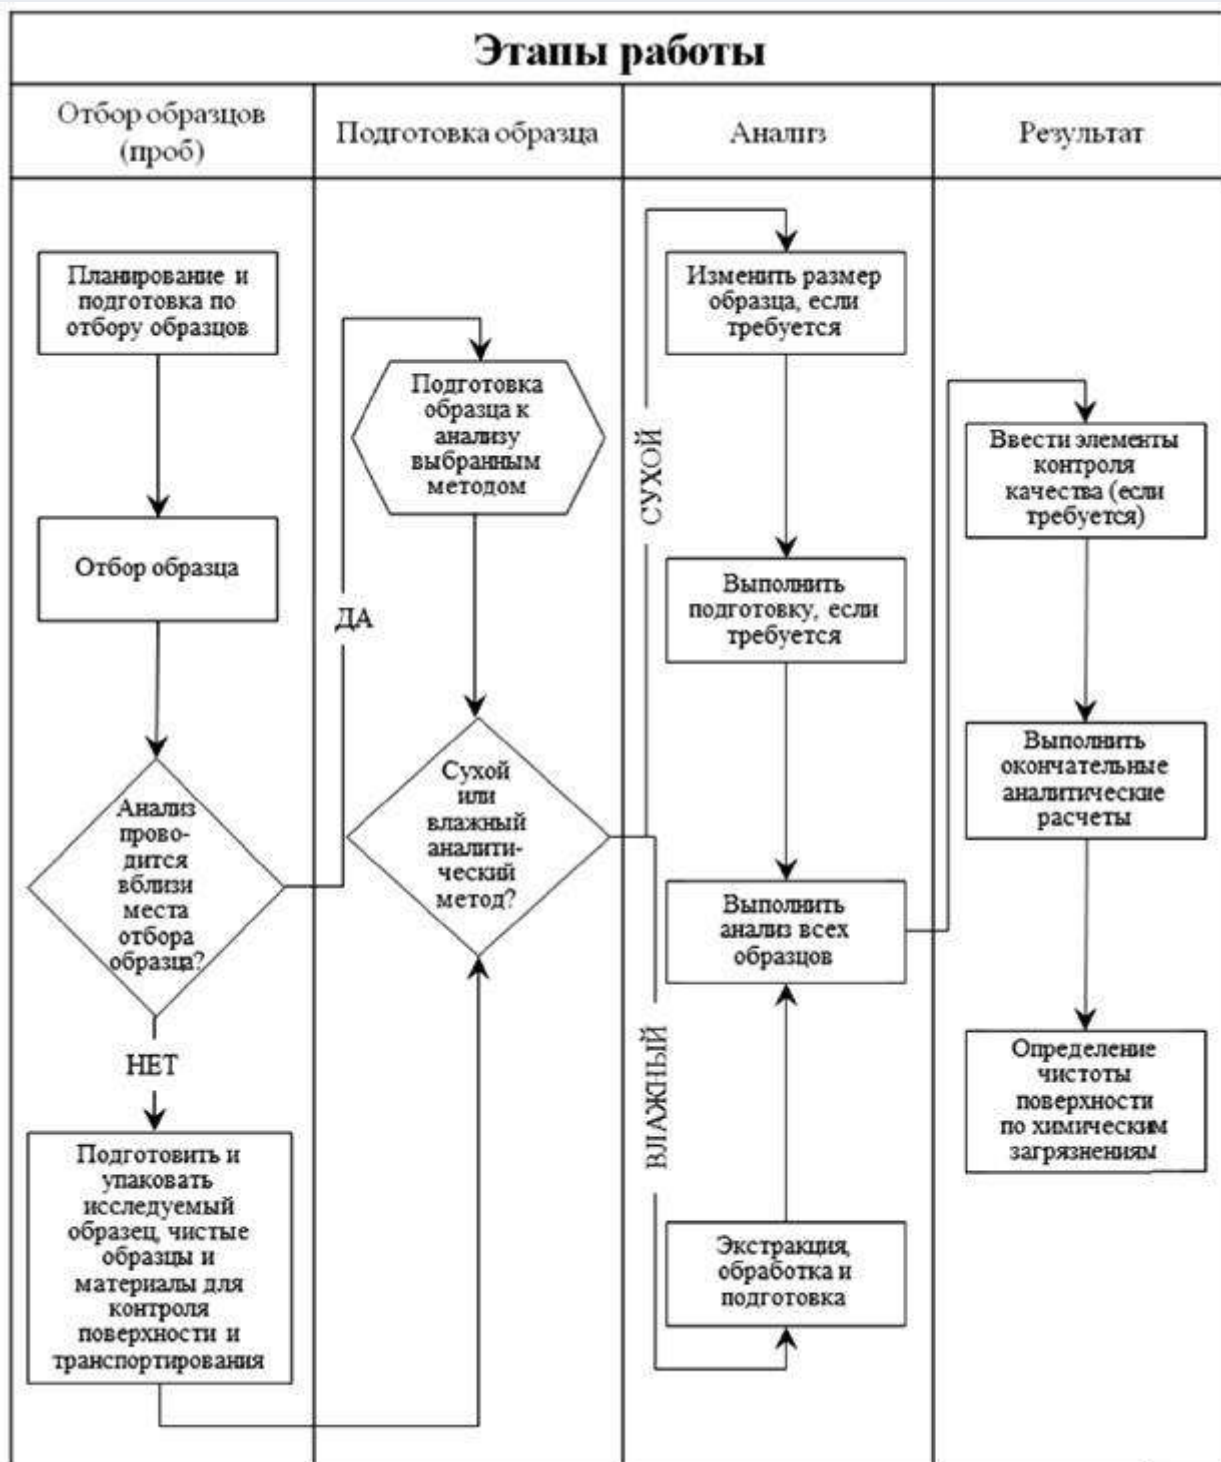 Этапы работы
Отбор образцов
(проб)
Подготовка образца
Анализ
Результат
Планирование и
подготовка по
отбору образцов
Отбор образца
Анализ
прово-
дится
вблизи
места
отбора
образца?
НЕТ
Подготовить и
упаковать
исследуемый
образец, чистые
образцы и
материалы для
контроля
поверхности и
транспортирования
ДА
Подготовка
образца к
анализу
выбранным
методом
Сухой
или
влажный
аналити-
ческий
метод?
СУХОЙ
ВЛАЖНЫЙ
Изменить размер
образца, если
требуется
Выполнить
подготовку, если
требуется
Выполнить
анализ всех
образцов
Экстракция,
обработка и
подготовка
Ввести элементы
контроля
качества (если
требуется)
Выполнить
окончательные
аналитические
расчеты
Определение
чистоты
поверхности
по химическим
загрязнениям